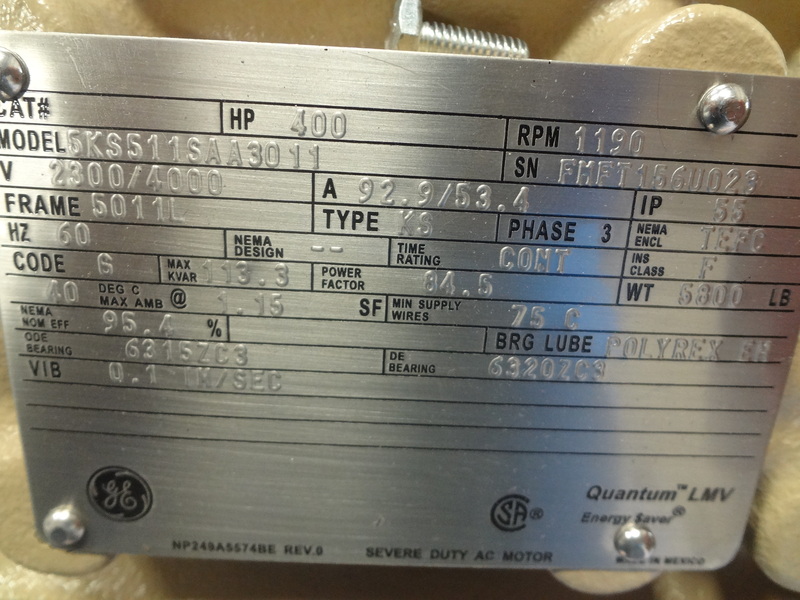 CAT#
HP 400
RPM 1190
MODEL 5KS511SAA3011
SN FMFT156U023
V 2300/4000
A 92.9/53.4
IP 55
FRAME 5011L
TYPE KS
PHASE 3
NEMA ENCL TEFC
HZ 60
NEMA DESIGN --
TIME RATING CONT
INS CLASS F
CODE G
MAX KVAR 113.3
POWER FACTOR 84.5
WT 6800 LB
40 DEG C MAX AMB @ 1.15 SF
MIN SUPPLY WIRES 75 C
NEMA NOM EFF 95.4 %
BRG LUBE POLYREX EM
ODE BEARING 6315ZC3
DE BEARING 6320ZC3
VIB 0.1 IN/SEC
GE
SA®
Quantum™ LMV
Energy $aver®
NP249A5574BE REV.0
SEVERE DUTY AC MOTOR
MADE IN MEXICO